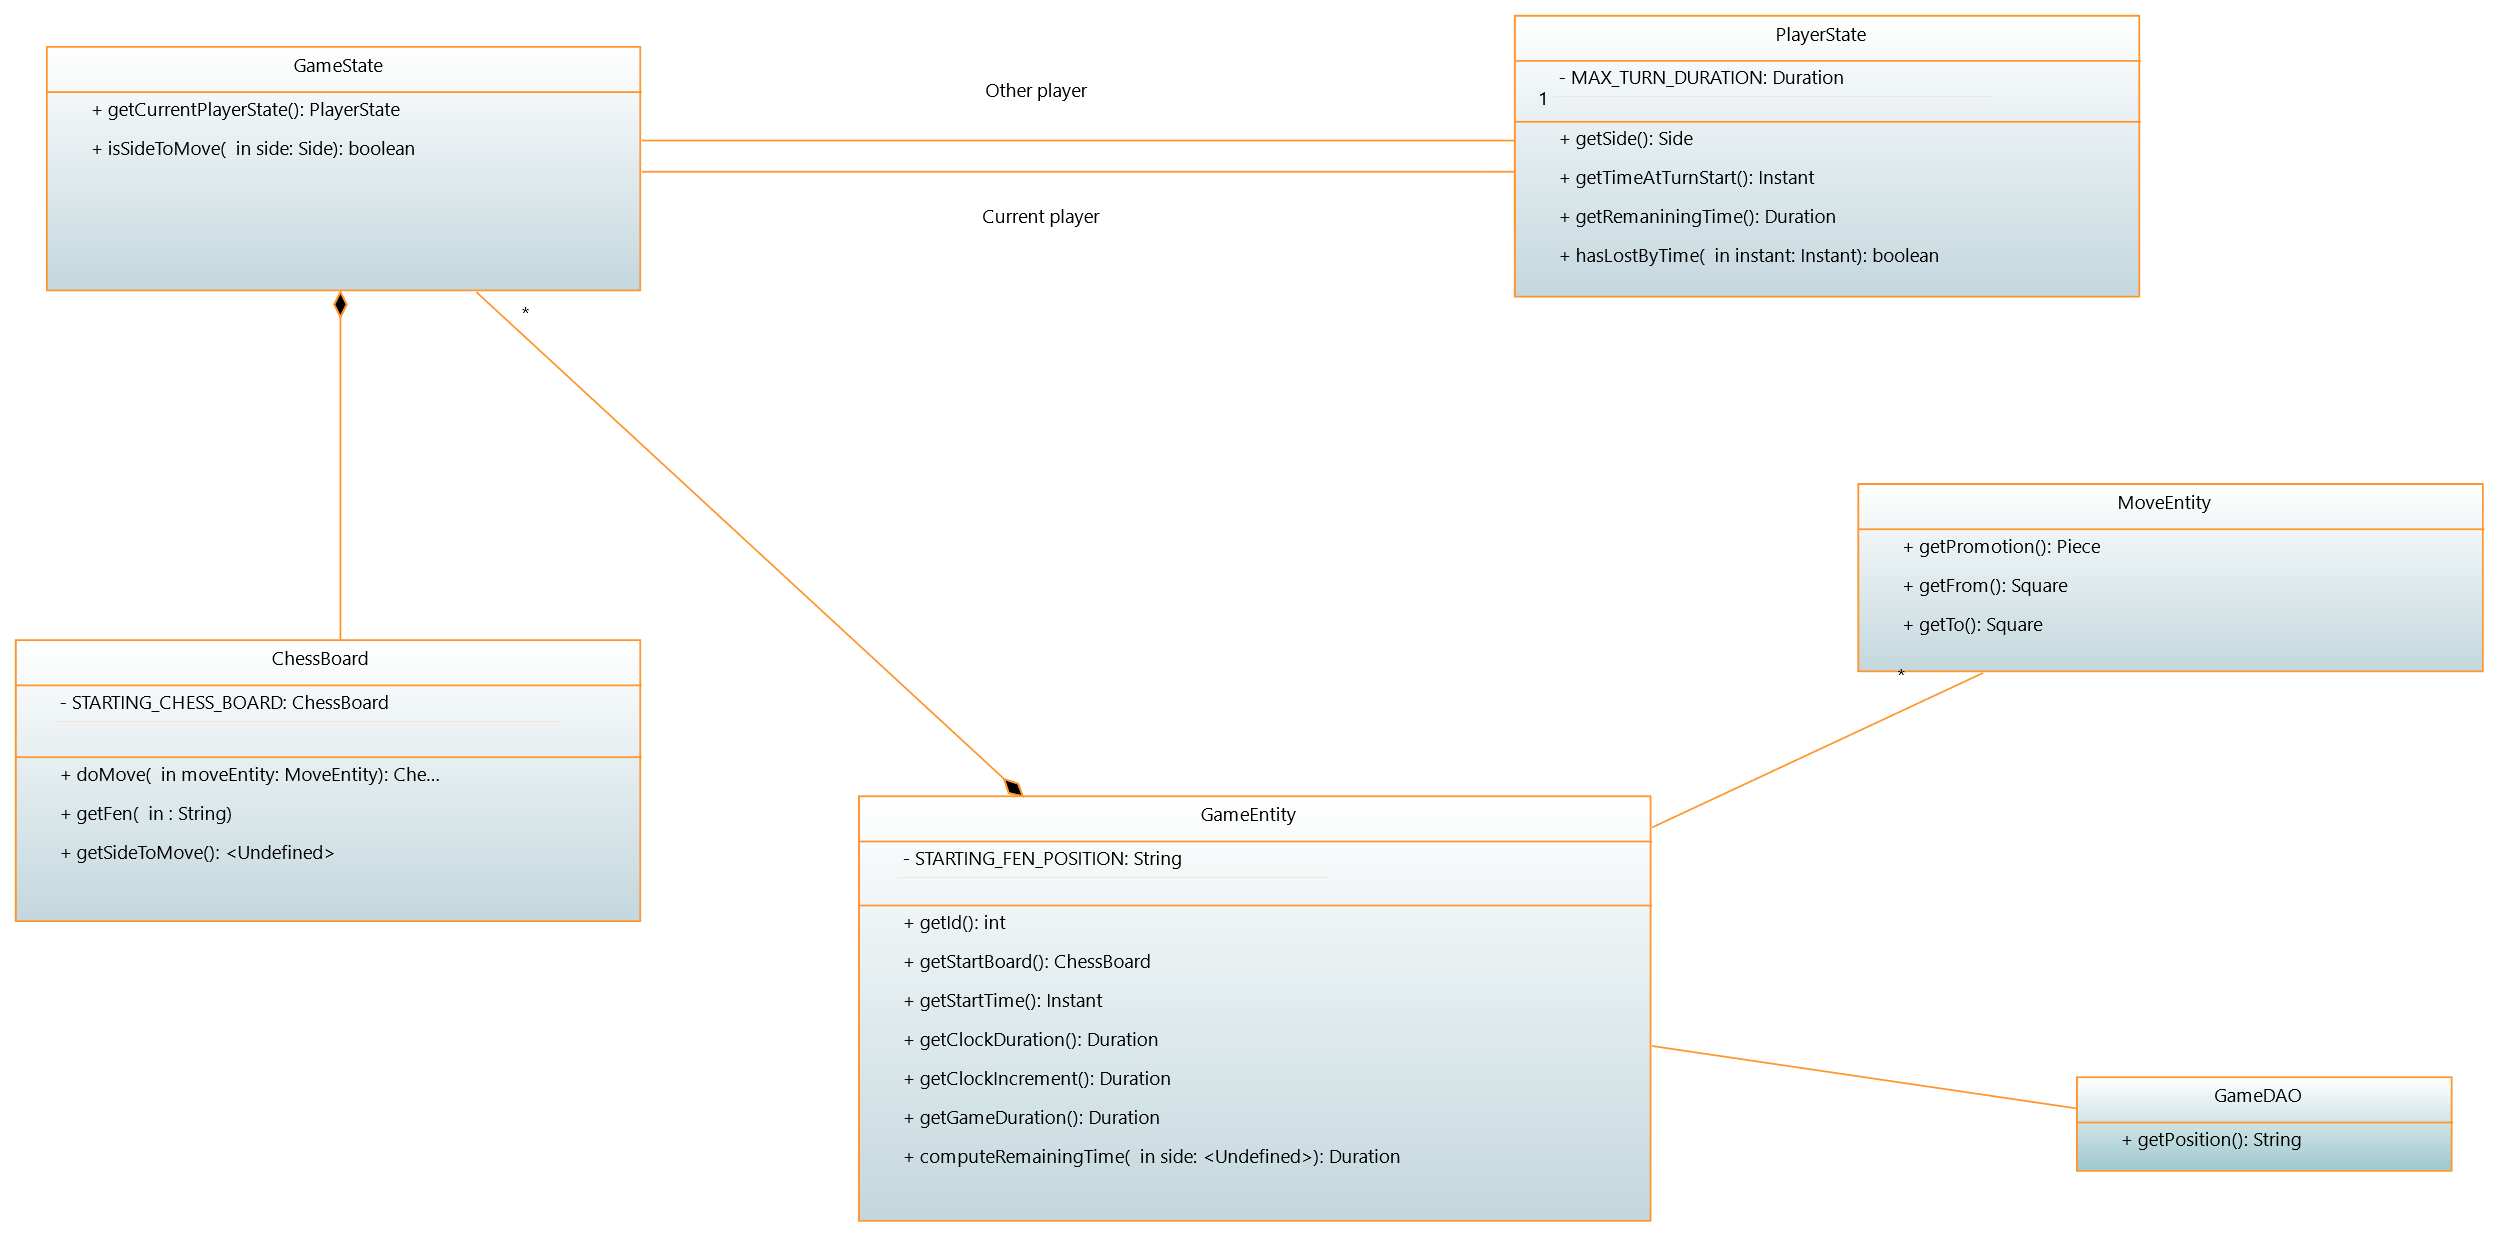 GameState
+ getCurrentPlayerState(): PlayerState
+ isSideToMove(  in side: Side): boolean
Other player
Current player
PlayerState
- MAX_TURN_DURATION: Duration
1
+ getSide(): Side
+ getTimeAtTurnStart(): Instant
+ getRemaniningTime(): Duration
+ hasLostByTime(  in instant: Instant): boolean
*
MoveEntity
+ getPromotion(): Piece
+ getFrom(): Square
+ getTo(): Square
*
ChessBoard
- STARTING_CHESS_BOARD: ChessBoard
+ doMove(  in moveEntity: MoveEntity): Che...
+ getFen(  in : String)
+ getSideToMove(): <Undefined>
GameEntity
- STARTING_FEN_POSITION: String
+ getId(): int
+ getStartBoard(): ChessBoard
+ getStartTime(): Instant
+ getClockDuration(): Duration
+ getClockIncrement(): Duration
+ getGameDuration(): Duration
+ computeRemainingTime(  in side: <Undefined>): Duration
GameDAO
+ getPosition(): String